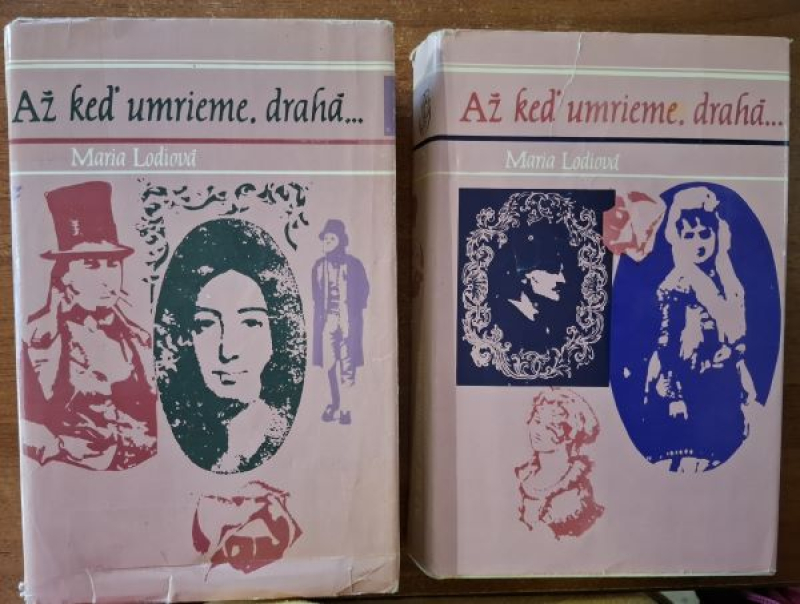 Až keď umrieme. drahá...
Maria Lodiová
Až keď umrieme. drahá...
Maria Lodiová